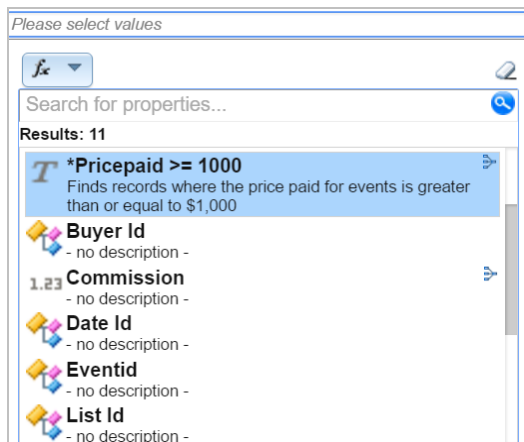 Please select values
fx
Search for properties...
Results: 11
T *Pricepaid >= 1000
Finds records where the price paid for events is greater
than or equal to $1,000
Buyer Id
- no description -
1.23 Commission
- no description -
Date Id
- no description -
Eventid
- no description -
List Id
- no description -